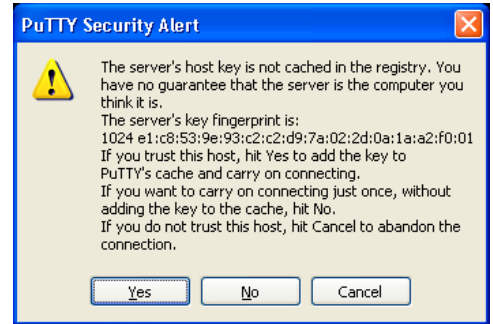 PuTTY Security Alert
The server's host key is not cached in the registry. You
have no guarantee that the server is the computer you
think it is.
The server's key fingerprint is:
1024 e1:c8:53:9e:93:c2:c2:d9:7a:02:2d:0a:1a:a2:f0:01
If you trust this host, hit Yes to add the key to
PuTTY's cache and carry on connecting.
If you want to carry on connecting just once, without
adding the key to the cache, hit No.
If you do not trust this host, hit Cancel to abandon the
connection.
Yes No Cancel